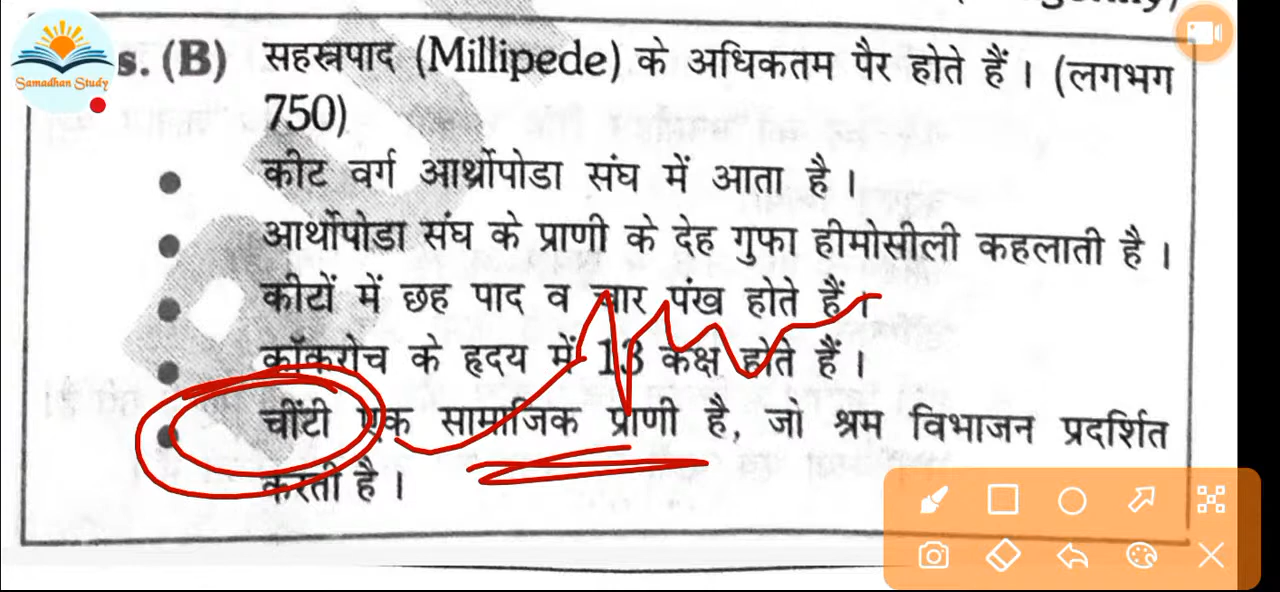 Samadhan Study
s. (B) सहस्रपाद (Millipede) के अधिकतम पैर होते हैं। (लगभग
750)
• कीट वर्ग आर्थ्रोपोडा संघ में आता है।
• आर्थोपोडा संघ के प्राणी के देह गुफा हीमोसीली कहलाती है।
• कीटों में छह पाद व चार पंख होते हैं।
• कॉकरोच के हृदय में 13 कक्ष होते हैं।
• चींटी एक सामाजिक प्राणी है, जो श्रम विभाजन प्रदर्शित
करती है।